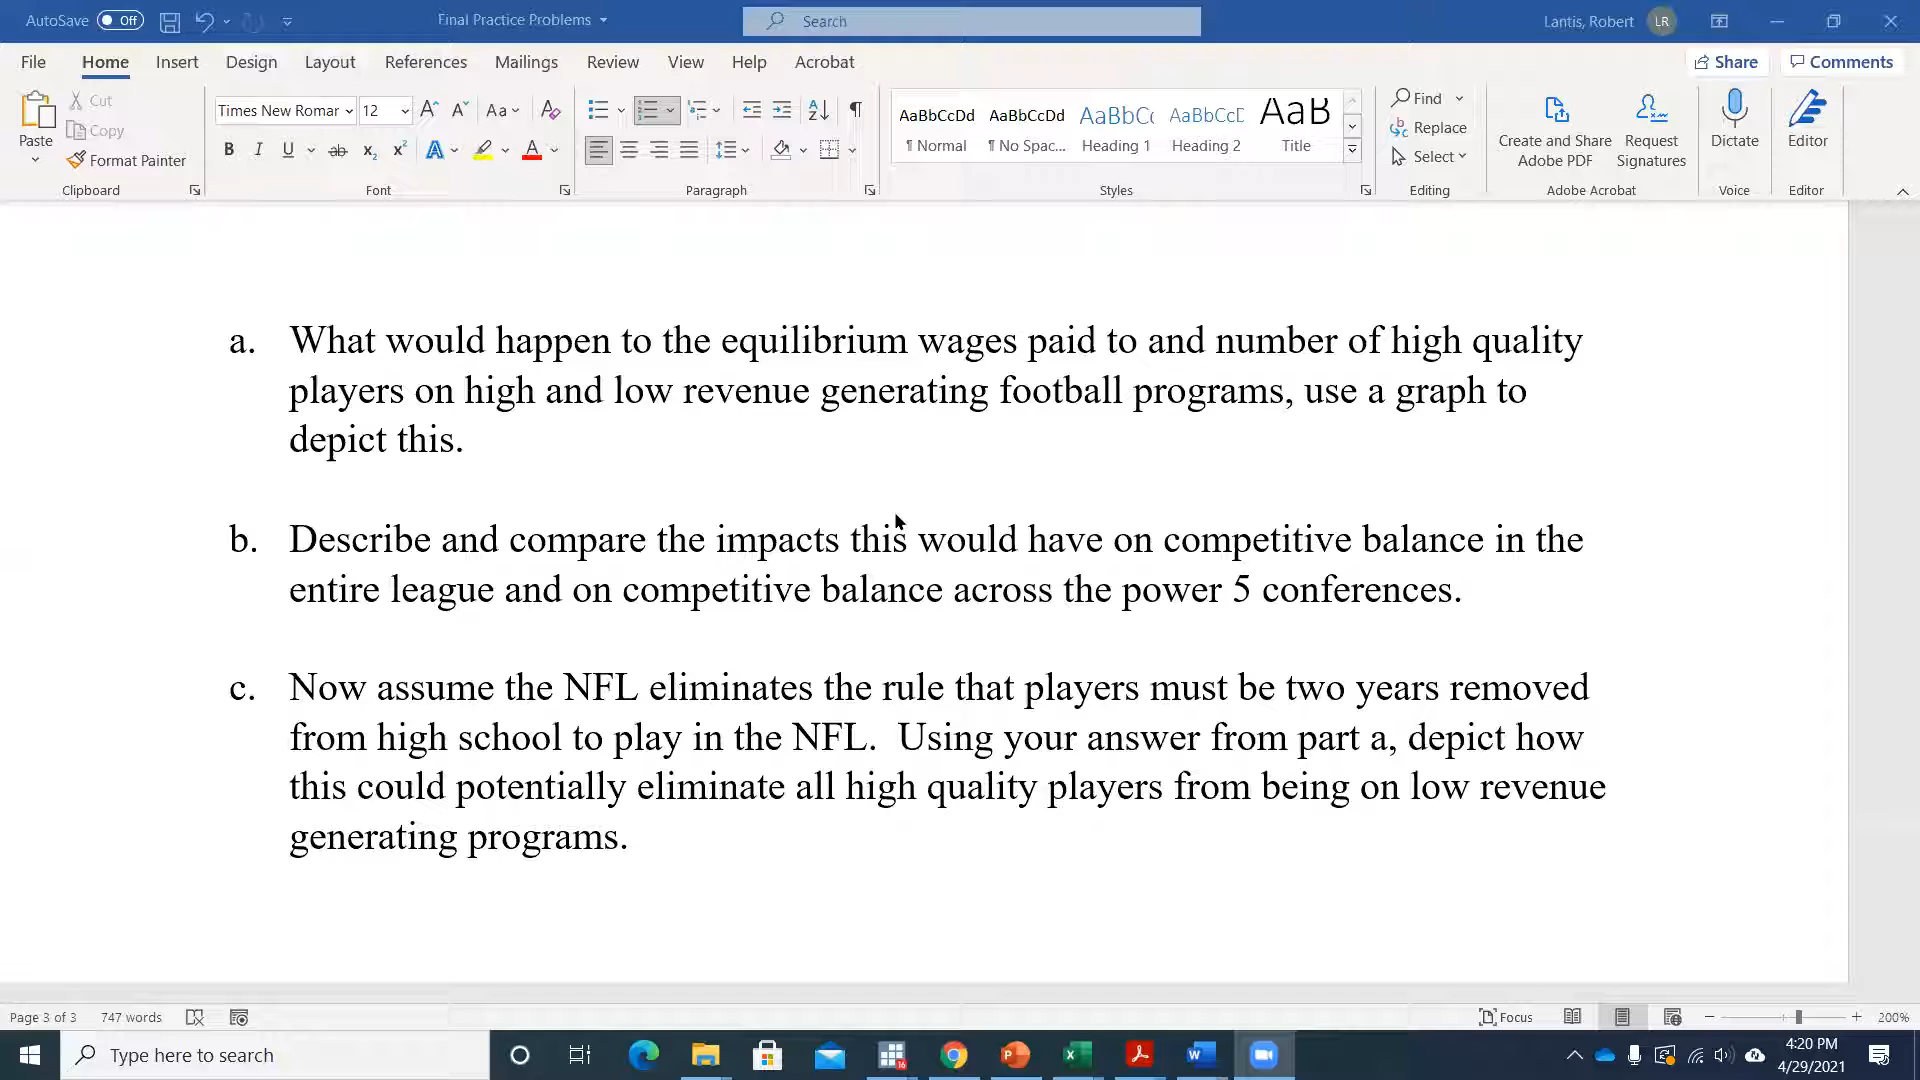 AutoSave Off Final Practice Problems Search Lantis, Robert LR
File Home Insert Design Layout References Mailings Review View Help Acrobat Share Comments
Paste Cut
Copy
Format Painter
Clipboard
Times New Romar 12 Aa
B I U ab x₂ x² A A
Font
Paragraph
AaBbCcDd AaBbCcDd AaBbCc AaBbCcD AaB
¶ Normal ¶ No Spac... Heading 1 Heading 2 Title
Styles
Find
Replace
Select
Editing
Create and Share Adobe PDF
Request Signatures
Adobe Acrobat
Dictate
Voice
Editor
Editor
a. What would happen to the equilibrium wages paid to and number of high quality
players on high and low revenue generating football programs, use a graph to
depict this.
b. Describe and compare the impacts this would have on competitive balance in the
entire league and on competitive balance across the power 5 conferences.
c. Now assume the NFL eliminates the rule that players must be two years removed
from high school to play in the NFL. Using your answer from part a, depict how
this could potentially eliminate all high quality players from being on low revenue
generating programs.
Page 3 of 3 747 words Focus 200%
Type here to search
4:20 PM
4/29/2021